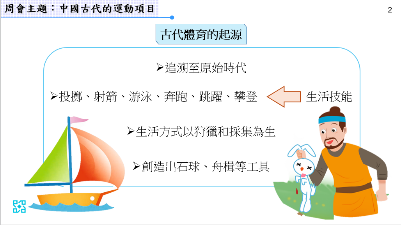 周會主題：中國古代的運動項目
2
古代體育的起源
➢追溯至原始時代
➢投擲、射箭、游泳、奔跑、跳躍、攀登
生活技能
➢生活方式以狩獵和採集為生
➢創造出石球、舟楫等工具